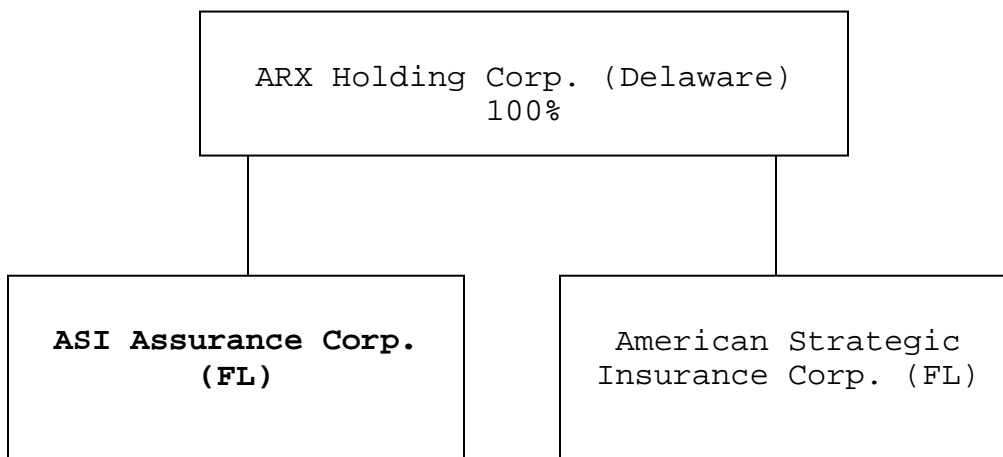 ARX Holding Corp. (Delaware)
100%
ASI Assurance Corp.
(FL)
American Strategic
Insurance Corp. (FL)